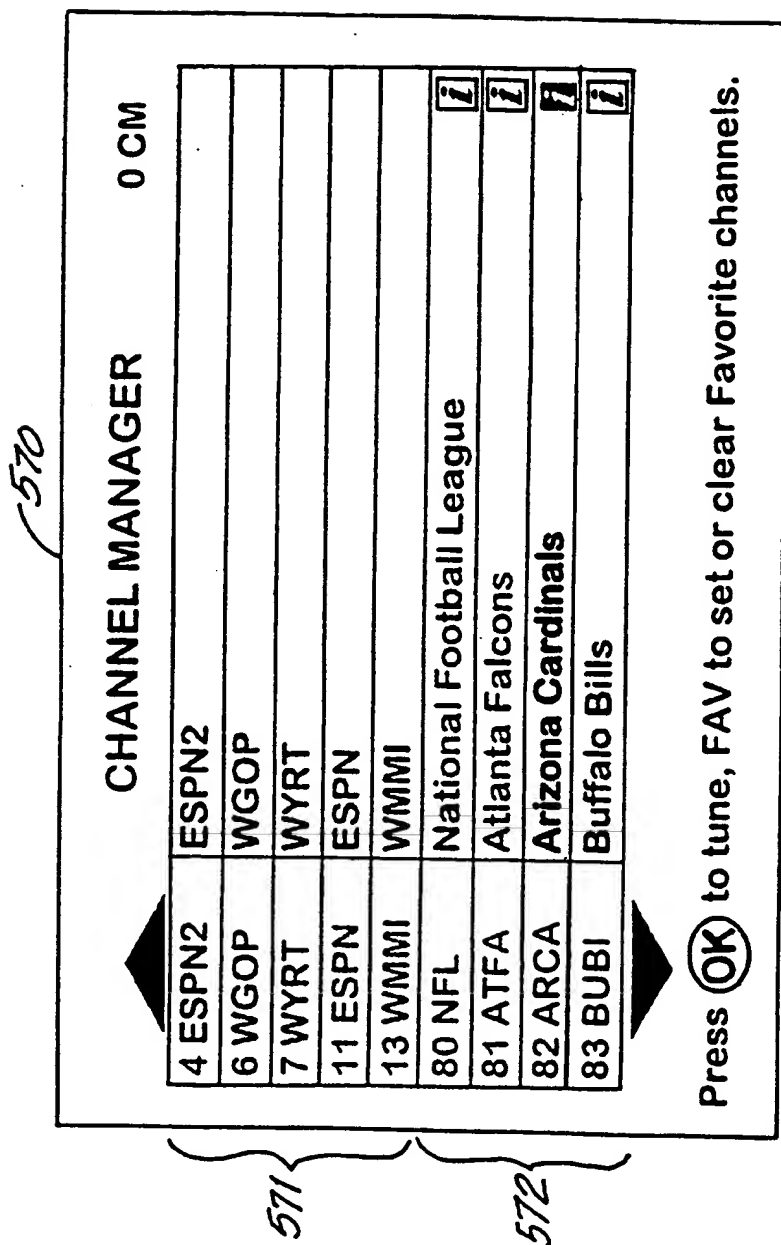 570
CHANNEL MANAGER 0 CM
4 ESPN2 ESPN2
6 WGOP WGOP
7 WYRT WYRT
11 ESPN ESPN
13 WMMI WMMI
80 NFL National Football League i
81 ATFA Atlanta Falcons i
82 ARCA Arizona Cardinals i
83 BUBI Buffalo Bills i
Press OK to tune, FAV to set or clear Favorite channels.
571
572